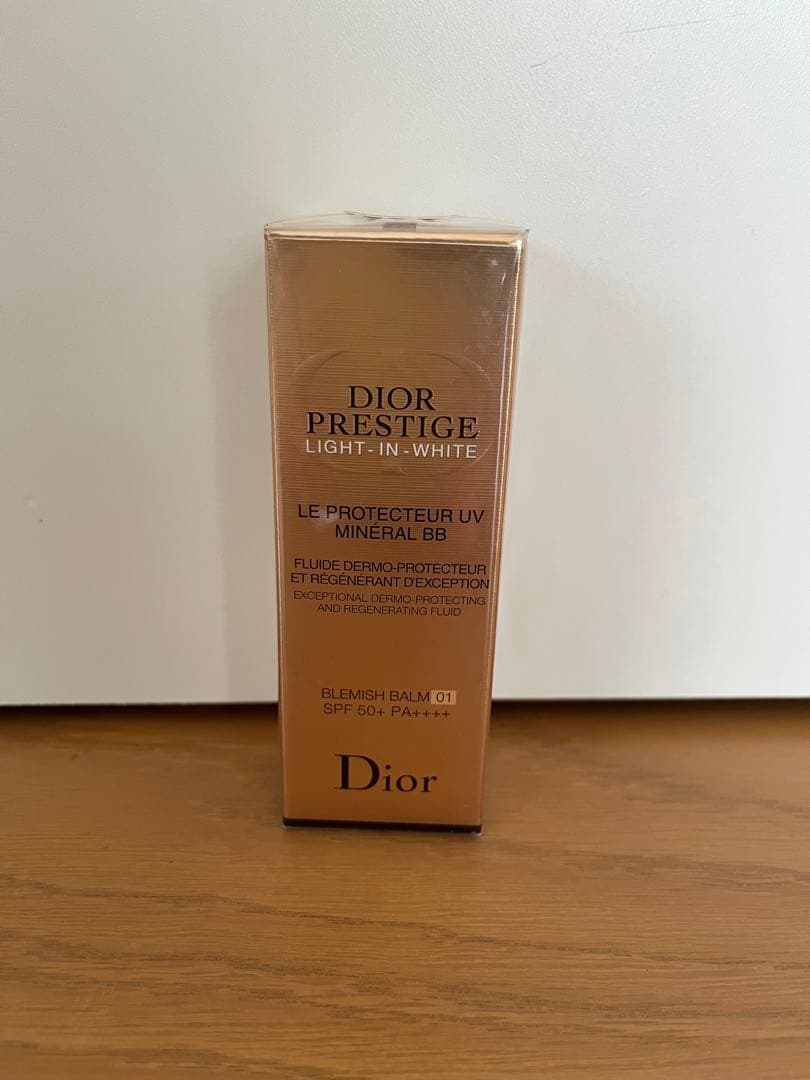 DIOR
PRESTIGE
LIGHT-IN-WHITE
LE PROTECTEUR UV
MINÉRAL BB
FLUIDE DERMO-PROTECTEUR
ET RÉGÉNÉRANT D'EXCEPTION
EXCEPTIONAL DERMO-PROTECTING
AND REGENERATING FLUID
BLEMISH BALM 01
SPF 50+ PA++++
Dior